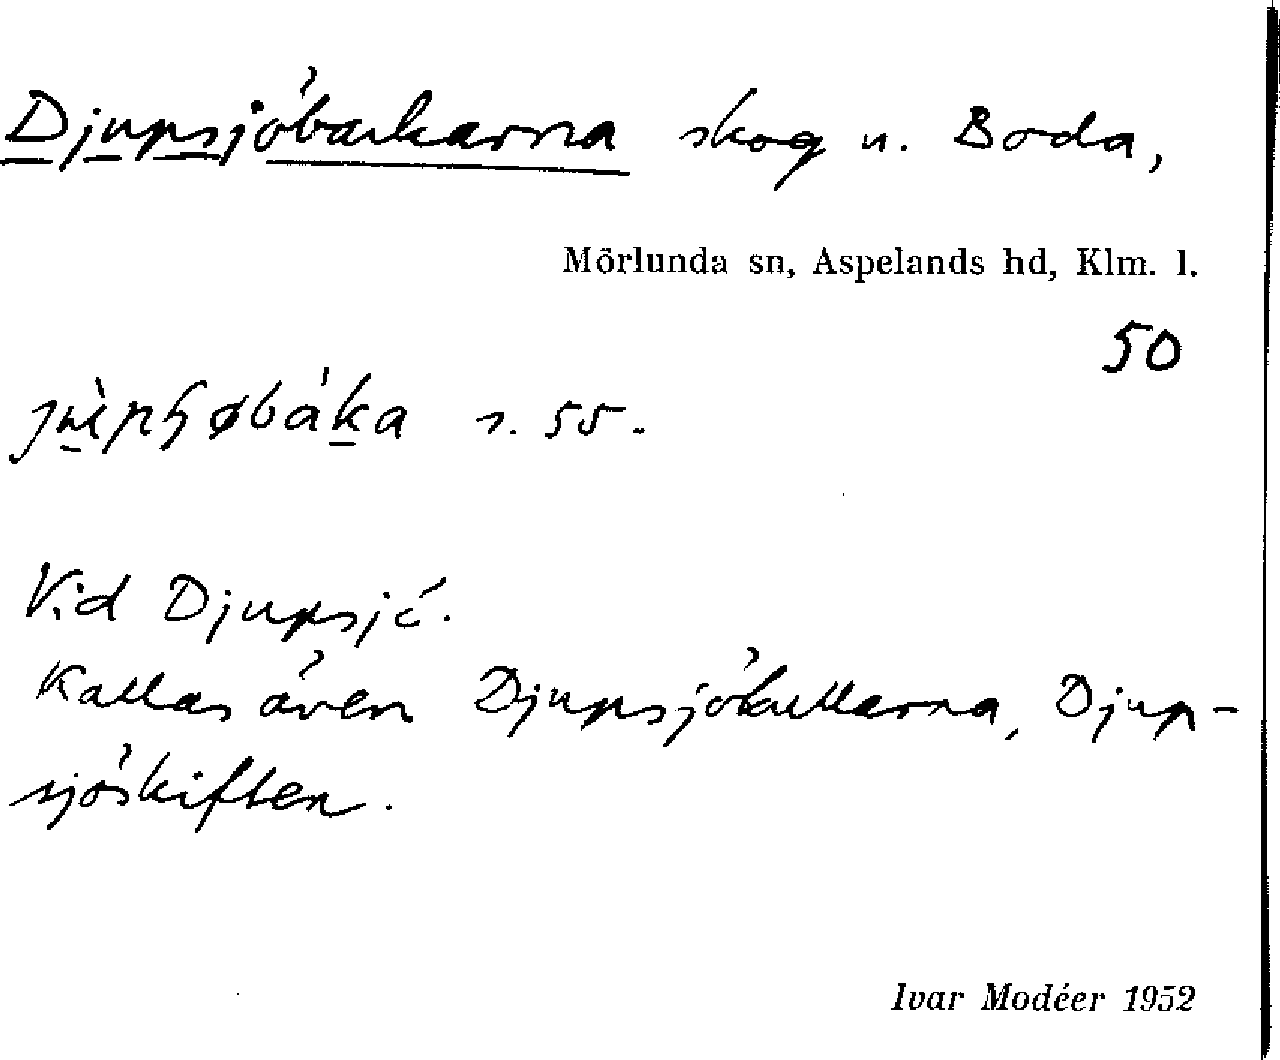 Djupsjöbackarna skog u. Boda,
Mörlunda sn, Aspelands hd, Klm. l.
50
s. 55.
Vid Djupsjö.
Kallas även Djupsjöbackarna, Djup-
sjöskiften.
Ivar Modéer 1952